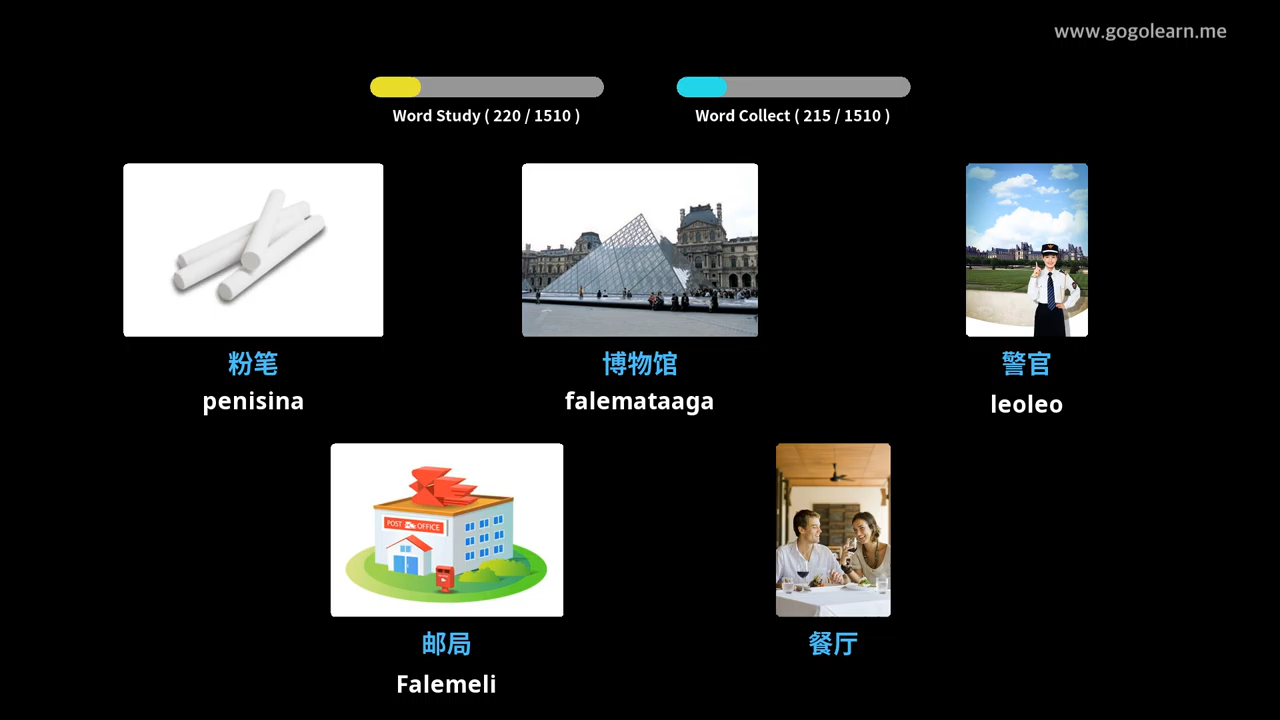 www.gogolearn.me
Word Study ( 220 / 1510 )
Word Collect ( 215 / 1510 )
粉笔
penisina
博物馆
falemataaga
警官
leoleo
POST OFFICE
邮局
Falemeli
餐厅